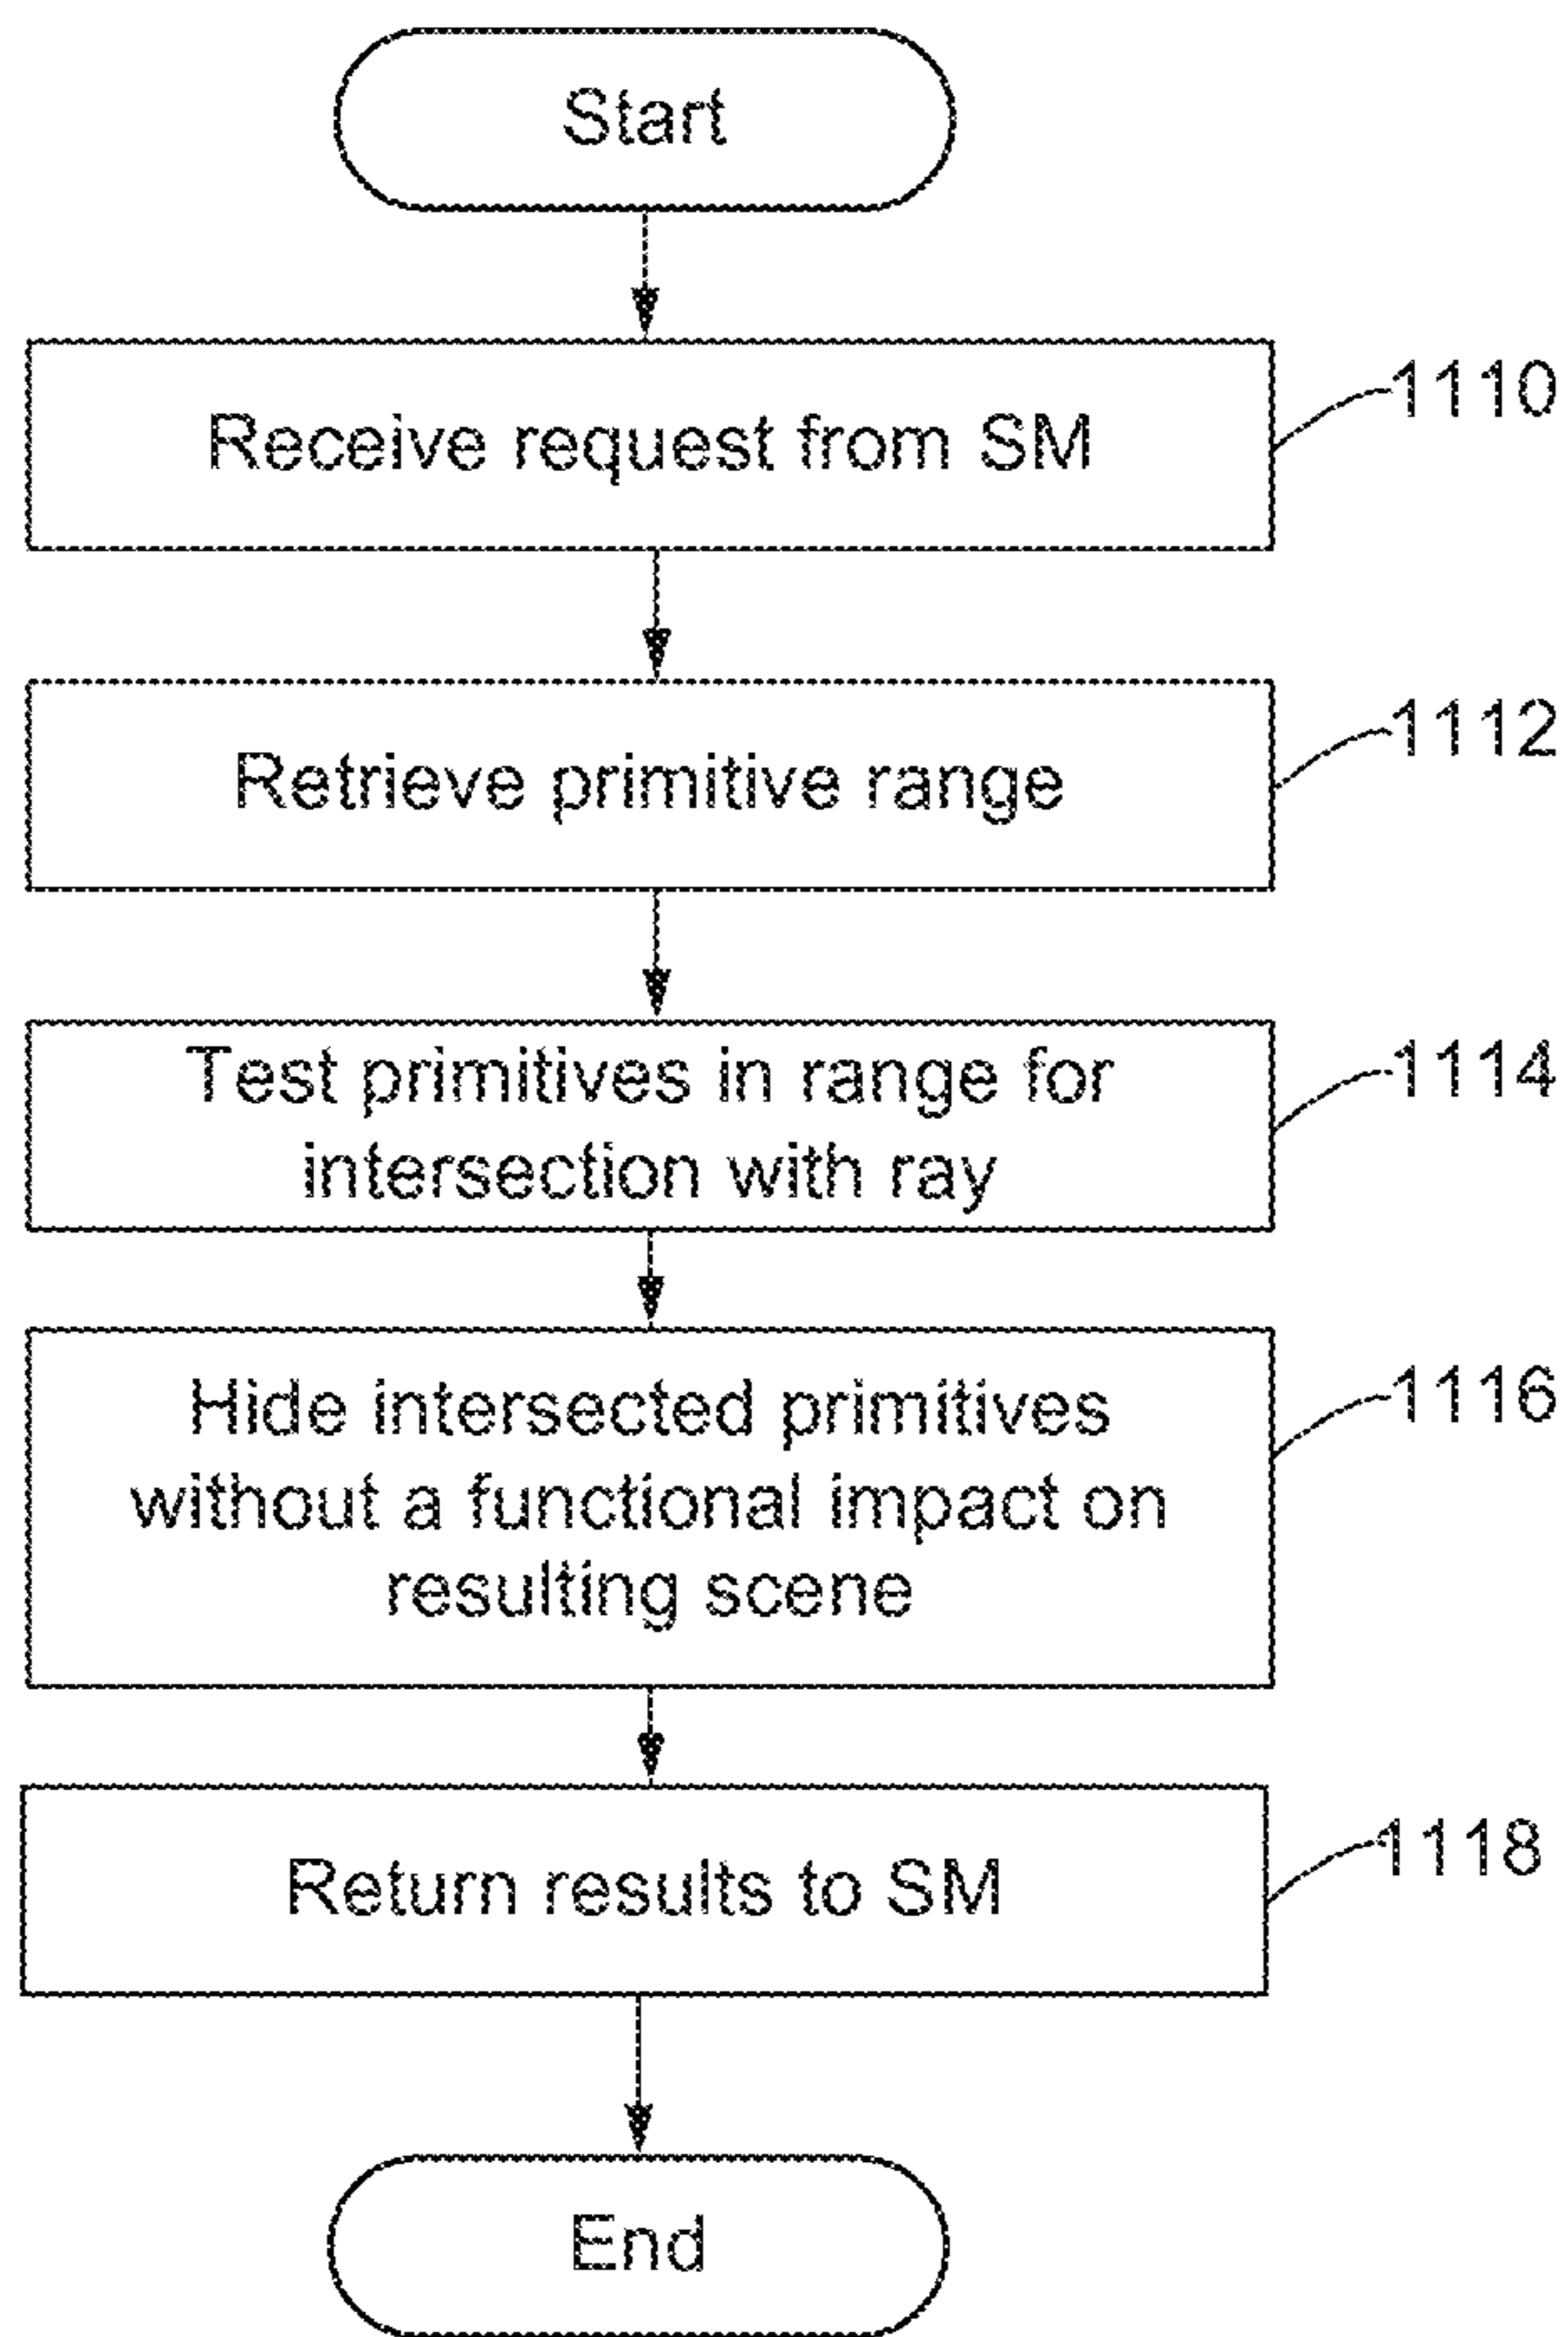 Start
Receive request from SM
1110
Retrieve primitive range
1112
Test primitives in range for
intersection with ray
1114
Hide intersected primitives
without a functional impact on
resulting scene
1116
Return results to SM
1118
End